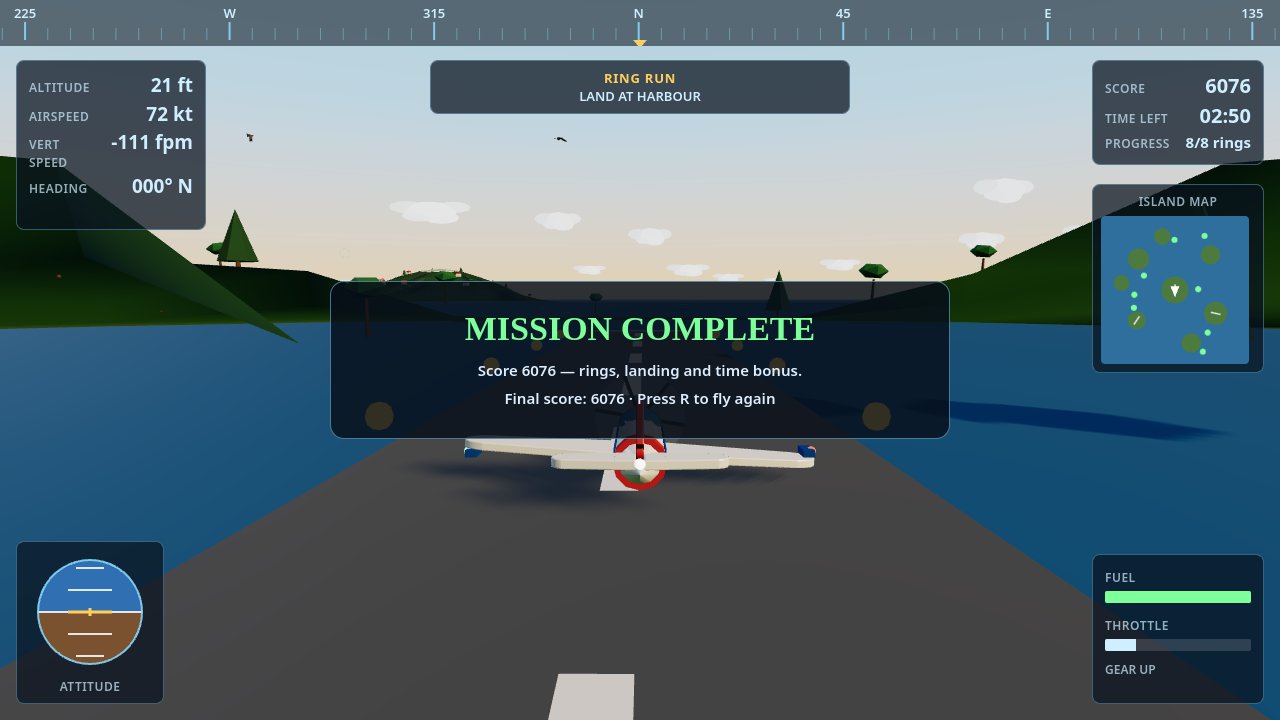 225
W
315
N
45
E
135
ALTITUDE 21 ft
AIRSPEED 72 kt
VERT SPEED -111 fpm
HEADING 000° N
RING RUN
LAND AT HARBOUR
SCORE 6076
TIME LEFT 02:50
PROGRESS 8/8 rings
ISLAND MAP
MISSION COMPLETE
Score 6076 — rings, landing and time bonus.
Final score: 6076 · Press R to fly again
ATTITUDE
FUEL
THROTTLE
GEAR UP